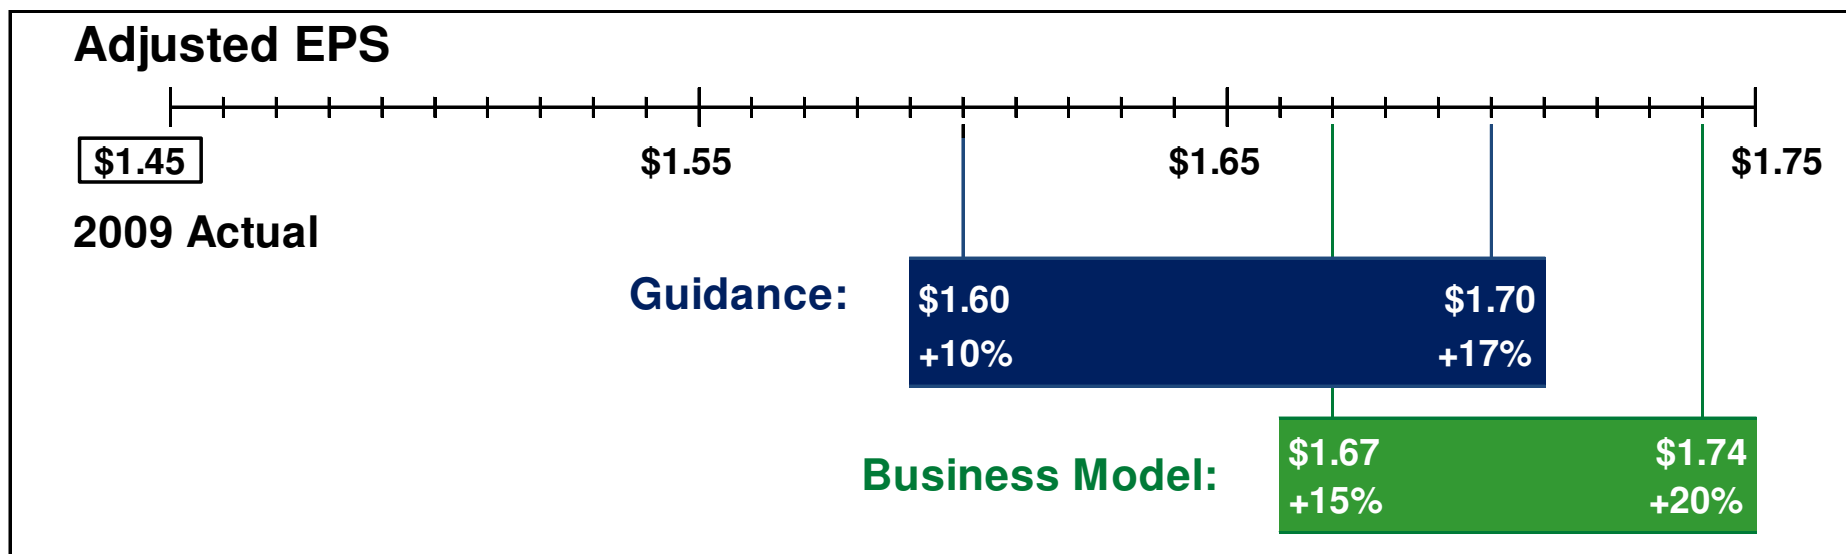 Adjusted EPS
$1.45 $1.55 $1.65 $1.75
2009 Actual
Guidance: $1.60 $1.70
+10% +17%
Business Model: $1.67 $1.74
+15% +20%